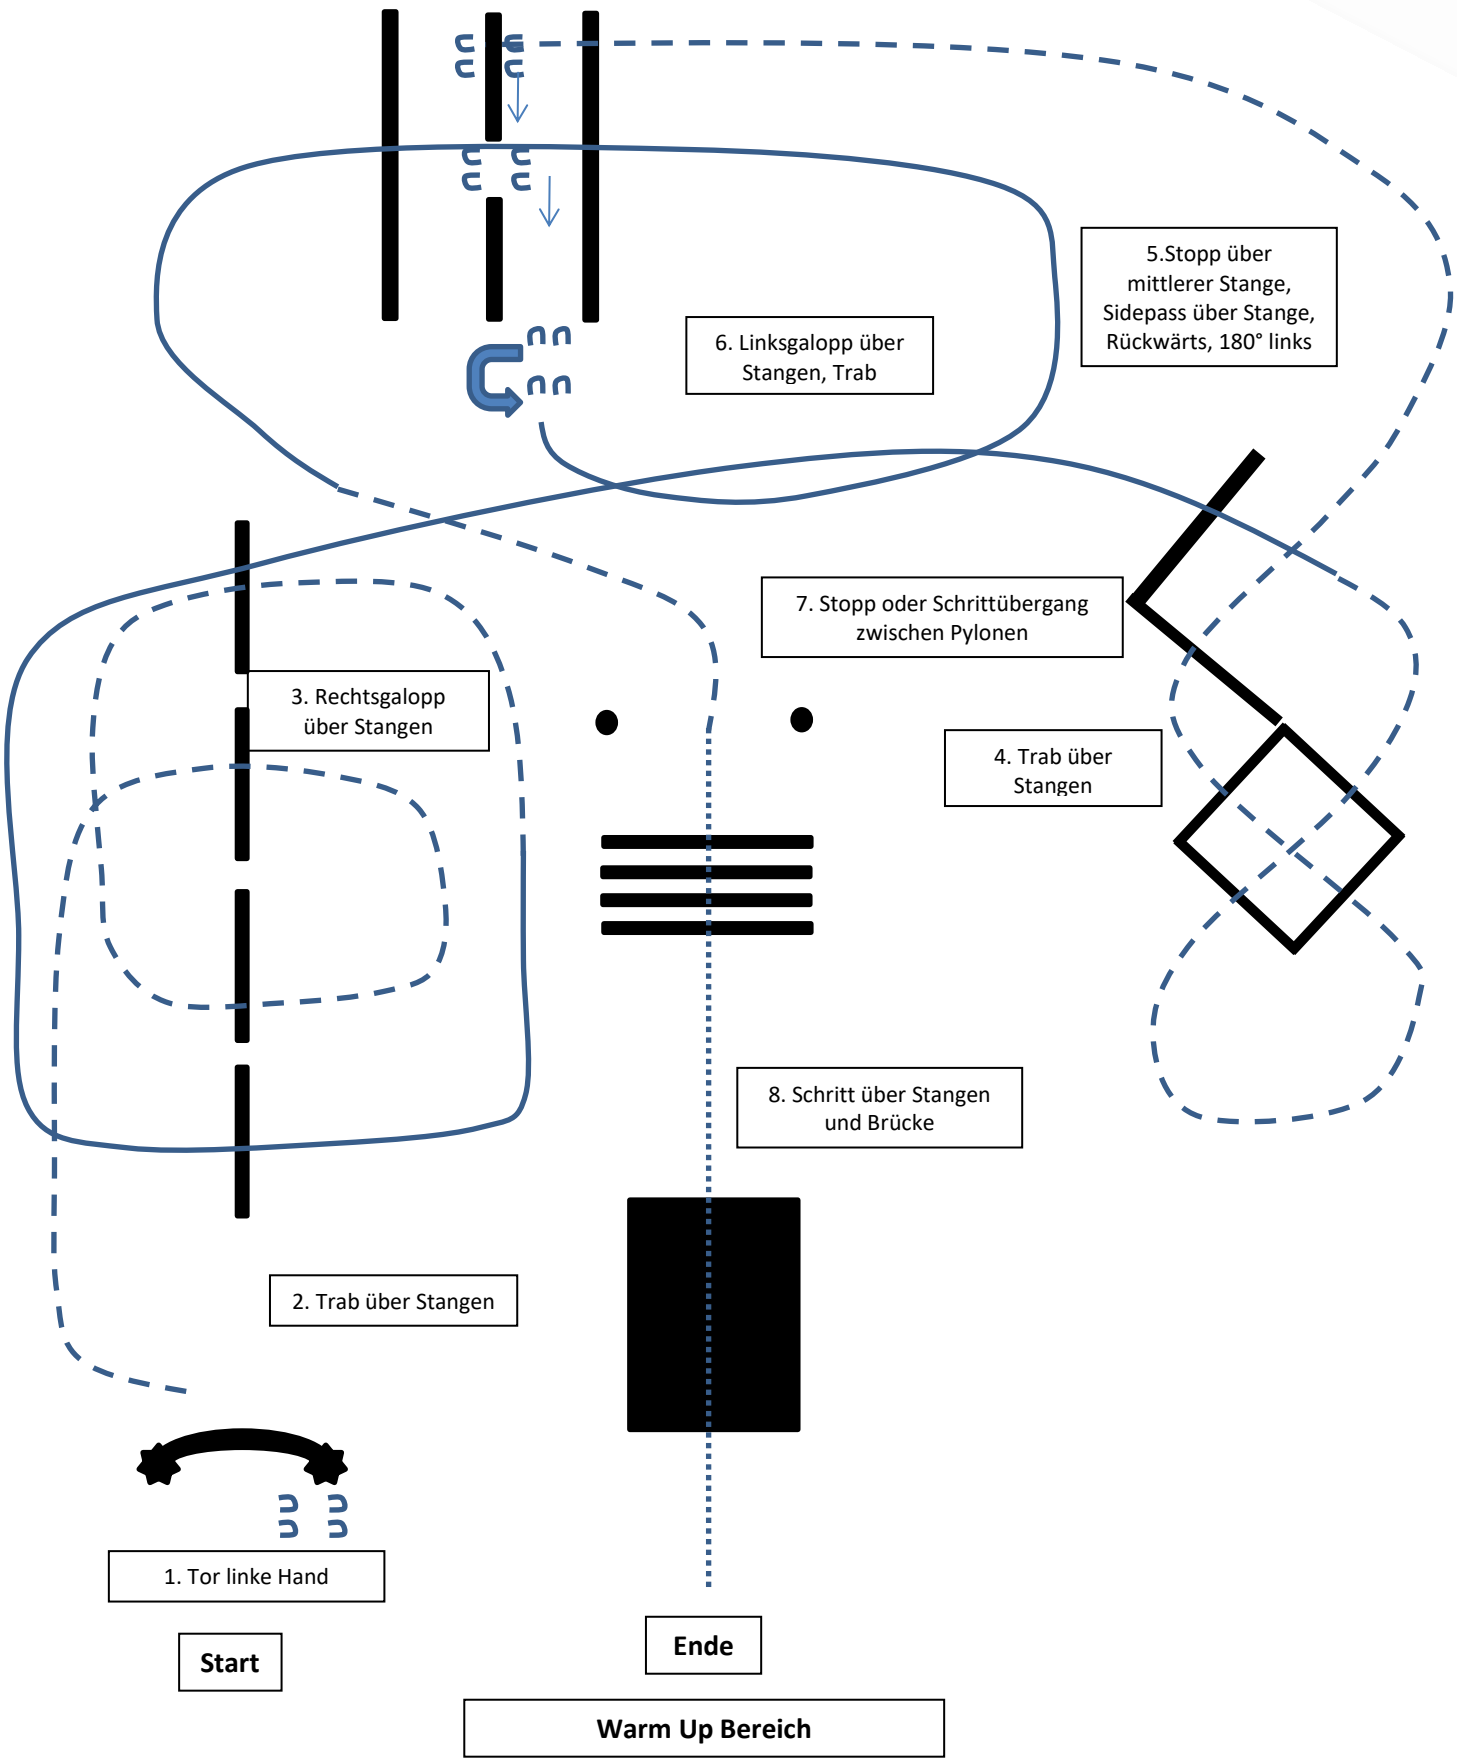 5.Stopp über
mittlerer Stange,
Sidepass über Stange,
Rückwärts, 180° links
6. Linksgalopp über
Stangen, Trab
7. Stopp oder Schrittübergang
zwischen Pylonen
3. Rechtsgalopp
über Stangen
4. Trab über
Stangen
8. Schritt über Stangen
und Brücke
2. Trab über Stangen
1. Tor linke Hand
Start
Ende
Warm Up Bereich